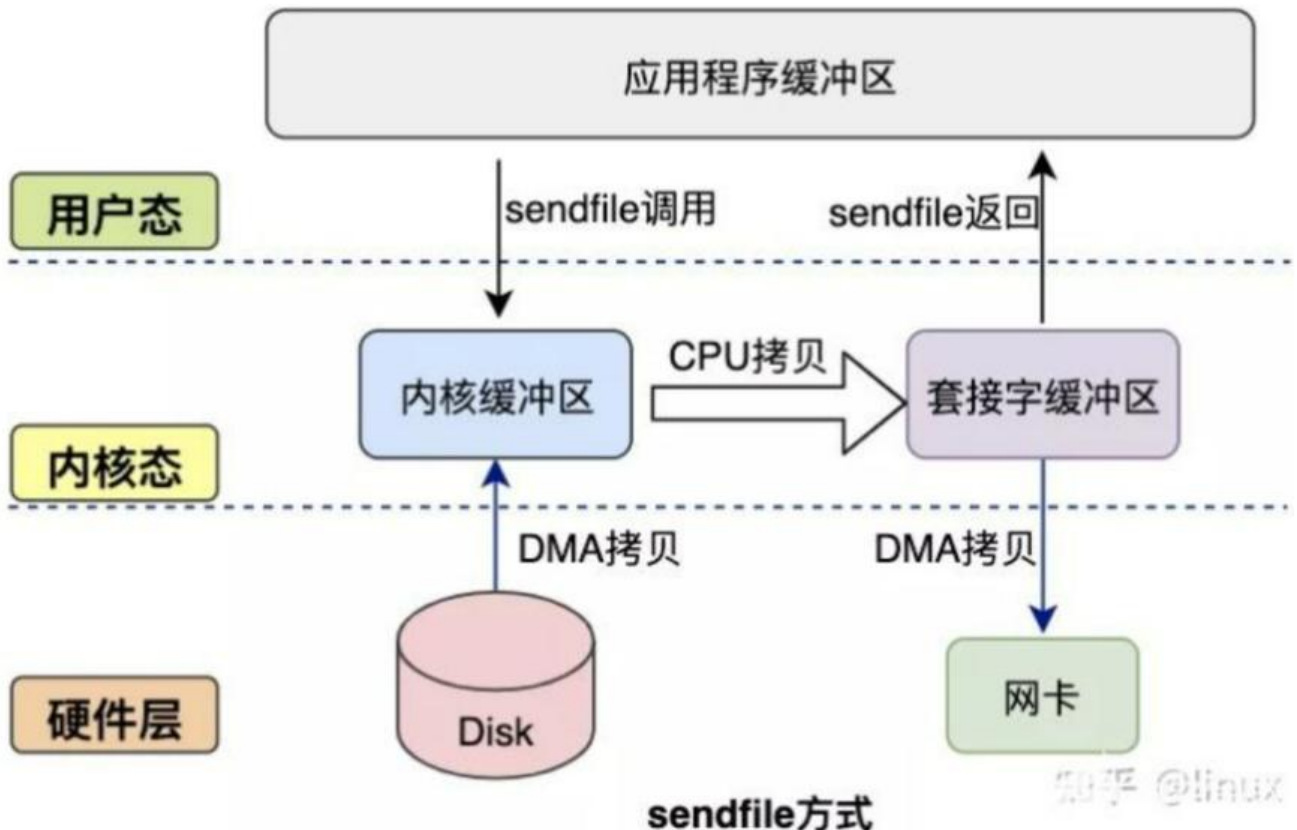 应用程序缓冲区
用户态
sendfile调用
sendfile返回
CPU拷贝
内核缓冲区
套接字缓冲区
内核态
DMA拷贝
DMA拷贝
硬件层
Disk
网卡
知乎 @linux
sendfile方式